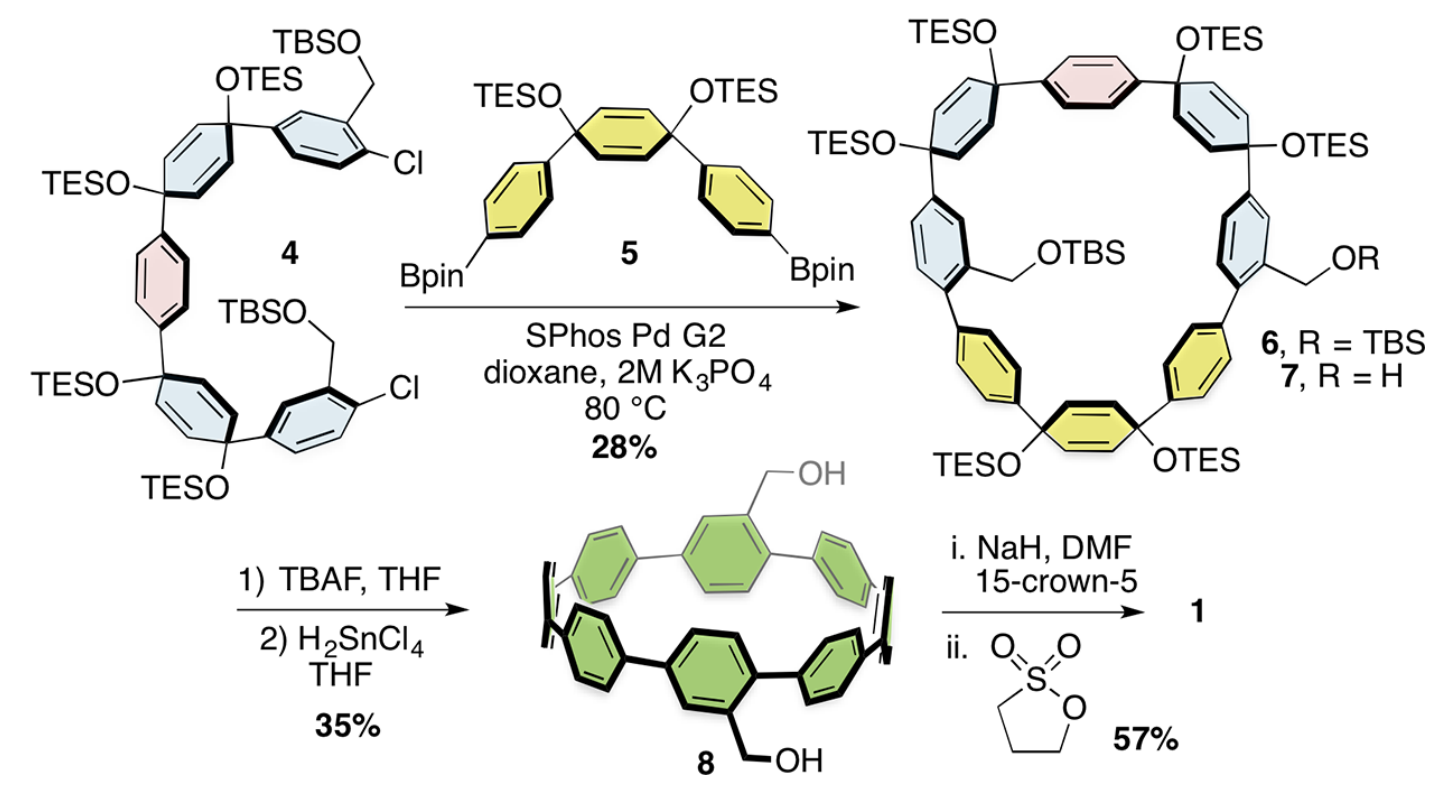 TBSO
OTES
Cl
TESO
4
TBSO
Cl
TESO
TESO
TESO
OTES
5
Bpin
Bpin
SPhos Pd G2
dioxane, 2M K₃PO₄
80 °C
28%
TESO
OTES
TESO
OTES
OTBS
OR
6, R = TBS
7, R = H
TESO
OTES
1) TBAF, THF
2) H₂SnCl₄
THF
35%
OH
8
OH
i. NaH, DMF
15-crown-5
ii.
O
O
S
O
57%
1